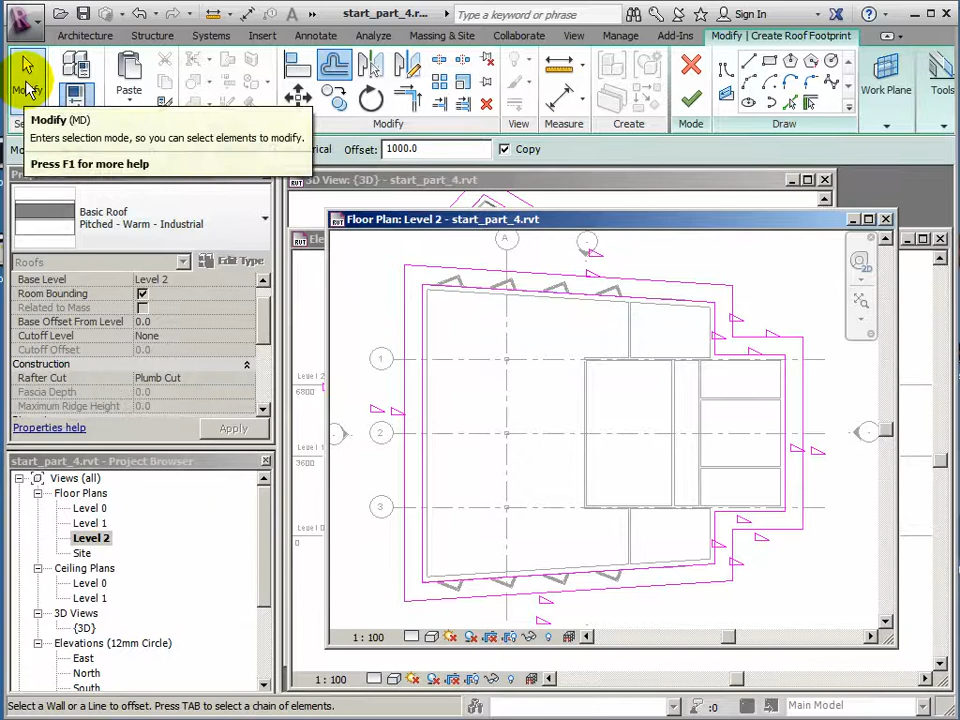 start_part_4.r...
Type a keyword or phrase
Sign In
Architecture
Structure
Systems
Insert
Annotate
Analyze
Massing & Site
Collaborate
View
Manage
Add-Ins
Modify | Create Roof Footprint
Modify
Paste
Work Plane
Tools
Modify
View
Measure
Create
Mode
Draw
Modify (MD)
Enters selection mode, so you can select elements to modify.
Press F1 for more help
Offset:
1000.0
Copy
3D View: {3D} - start_part_4.rvt
Basic Roof
Pitched - Warm - Industrial
Floor Plan: Level 2 - start_part_4.rvt
Roofs
Edit Type
Base Level
Level 2
Room Bounding
Related to Mass
Base Offset From Level
0.0
Cutoff Level
None
Cutoff Offset
0.0
Construction
Rafter Cut
Plumb Cut
Fascia Depth
0.0
Maximum Ridge Height
0.0
Properties help
Apply
A
1
2
3
2D
Level 2
6800
Level 1
3600
0
start_part_4.rvt - Project Browser
Views (all)
Floor Plans
Level 0
Level 1
Level 2
Site
Ceiling Plans
Level 0
Level 1
3D Views
{3D}
Elevations (12mm Circle)
East
North
South
1 : 100
1 : 100
Select a Wall or a Line to offset. Press TAB to select a chain of elements.
:0
Main Model